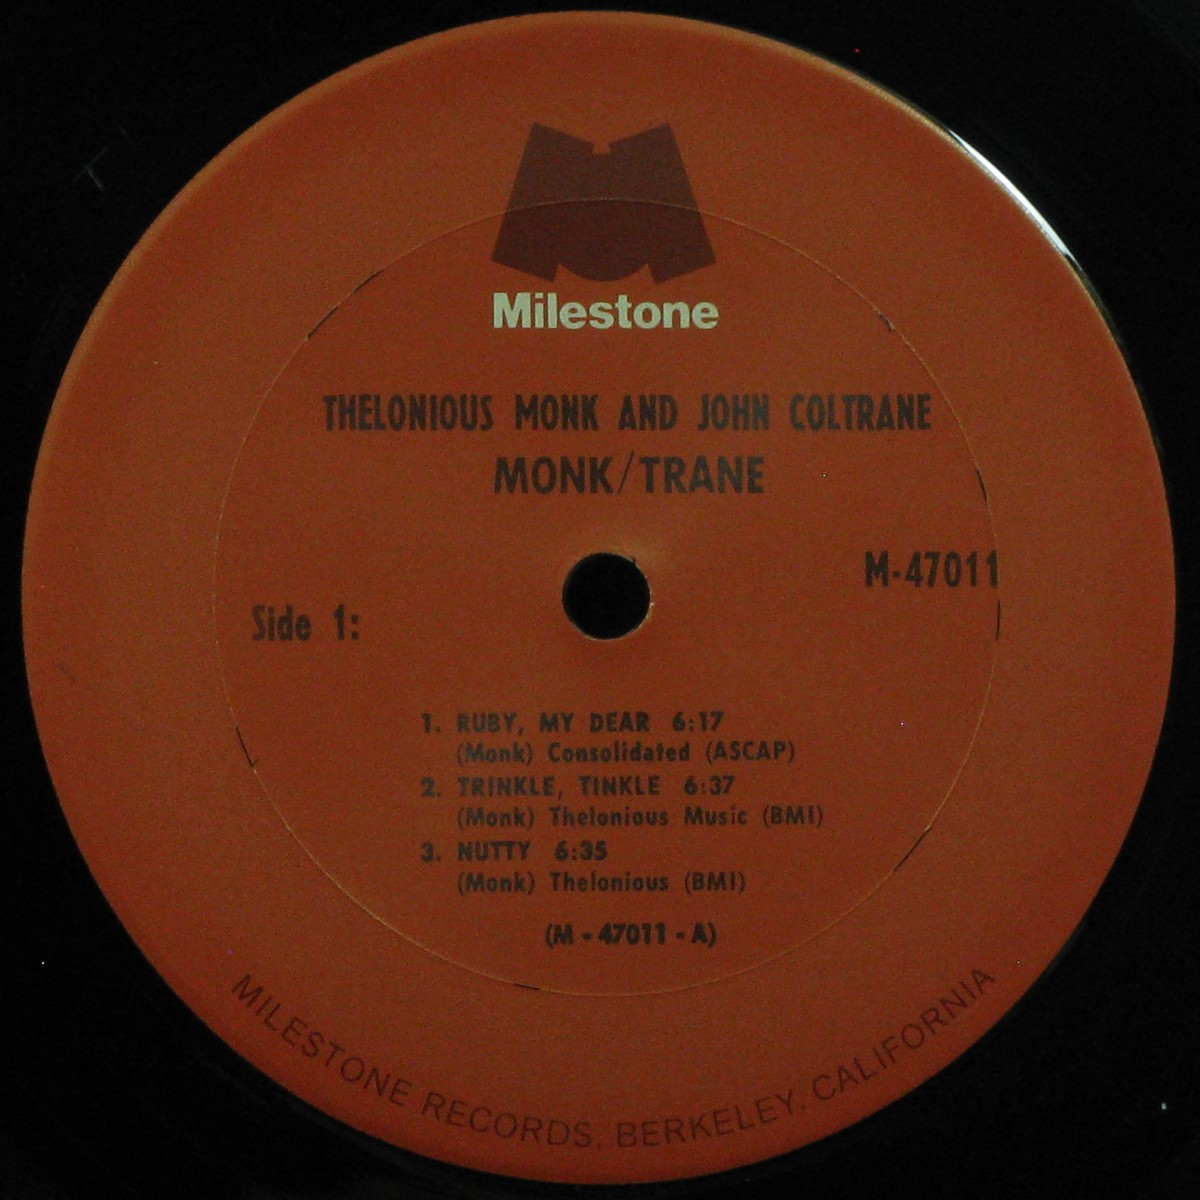 Milestone
THELONIOUS MONK AND JOHN COLTRANE
MONK/TRANE
M-47011
Side 1:
1. RUBY, MY DEAR 6:17
(Monk) Consolidated (ASCAP)
2. TRINKLE, TINKLE 6:37
(Monk) Thelonious Music (BMI)
3. NUTTY 6:35
(Monk) Thelonious (BMI)
(M - 47011 - A)
MILESTONE RECORDS, BERKELEY, CALIFORNIA